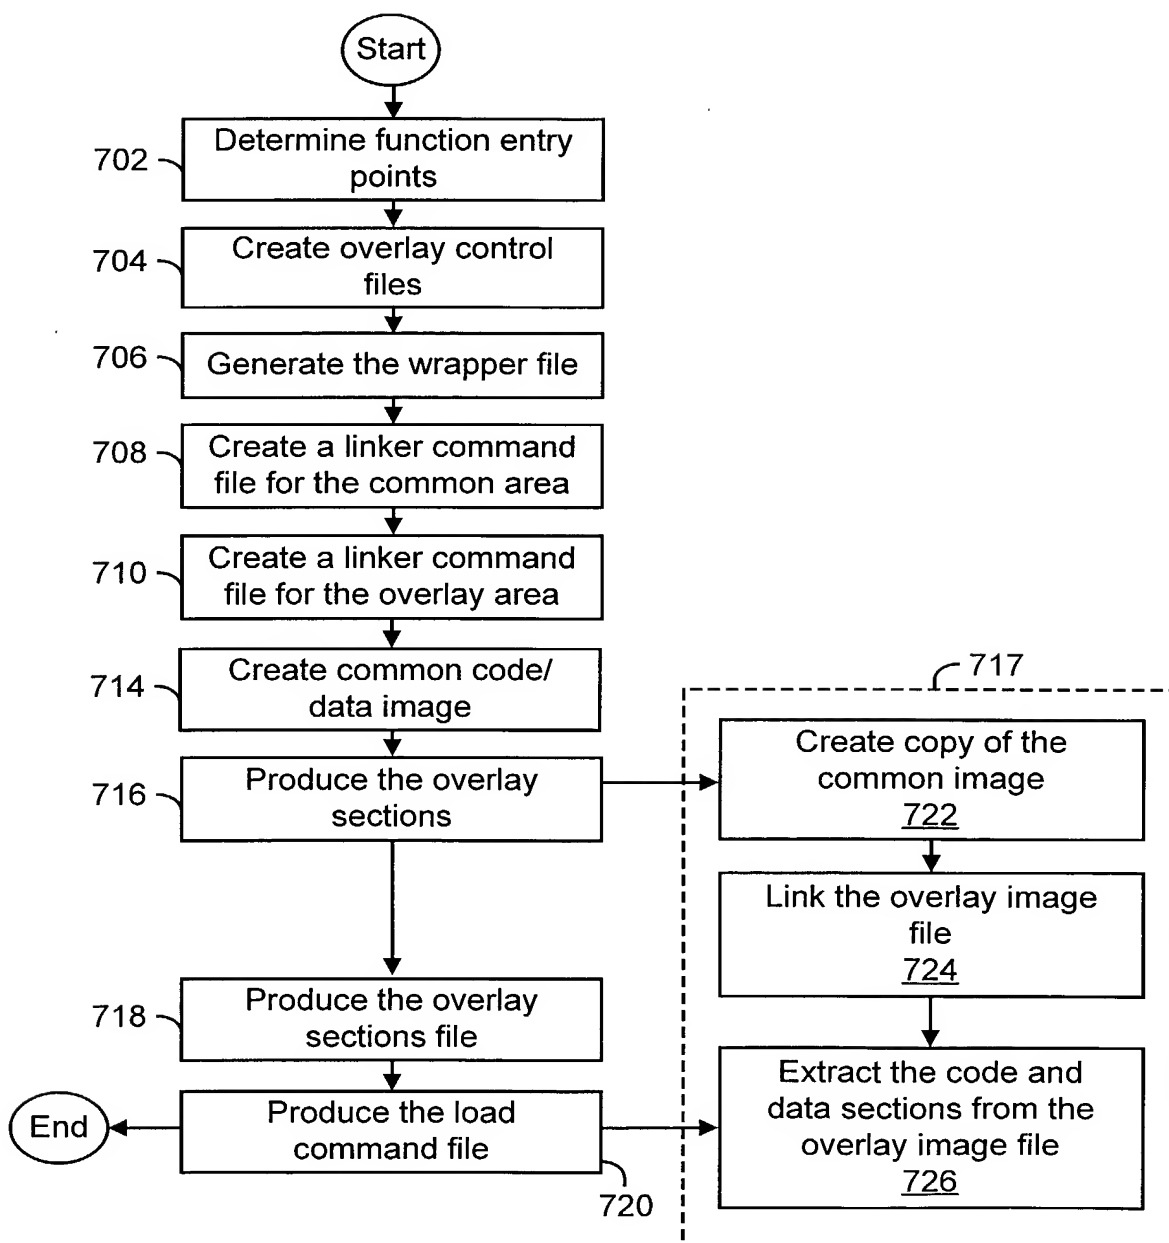 Start
702
Determine function entry
points
704
Create overlay control
files
706
Generate the wrapper file
708
Create a linker command
file for the common area
710
Create a linker command
file for the overlay area
714
Create common code/
data image
716
Produce the overlay
sections
717
Create copy of the
common image
722
Link the overlay image
file
724
718
Produce the overlay
sections file
Extract the code and
data sections from the
overlay image file
726
End
Produce the load
command file
720